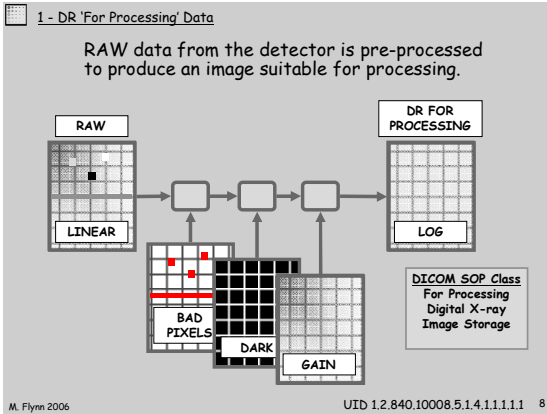 1 - DR 'For Processing' Data
RAW data from the detector is pre-processed
to produce an image suitable for processing.
RAW
DR FOR
PROCESSING
LINEAR
LOG
BAD
PIXELS
DARK
GAIN
DICOM SOP Class
For Processing
Digital X-ray
Image Storage
M. Flynn 2006
UID 1.2.840.10008.5.1.4.1.1.1.1.1
8